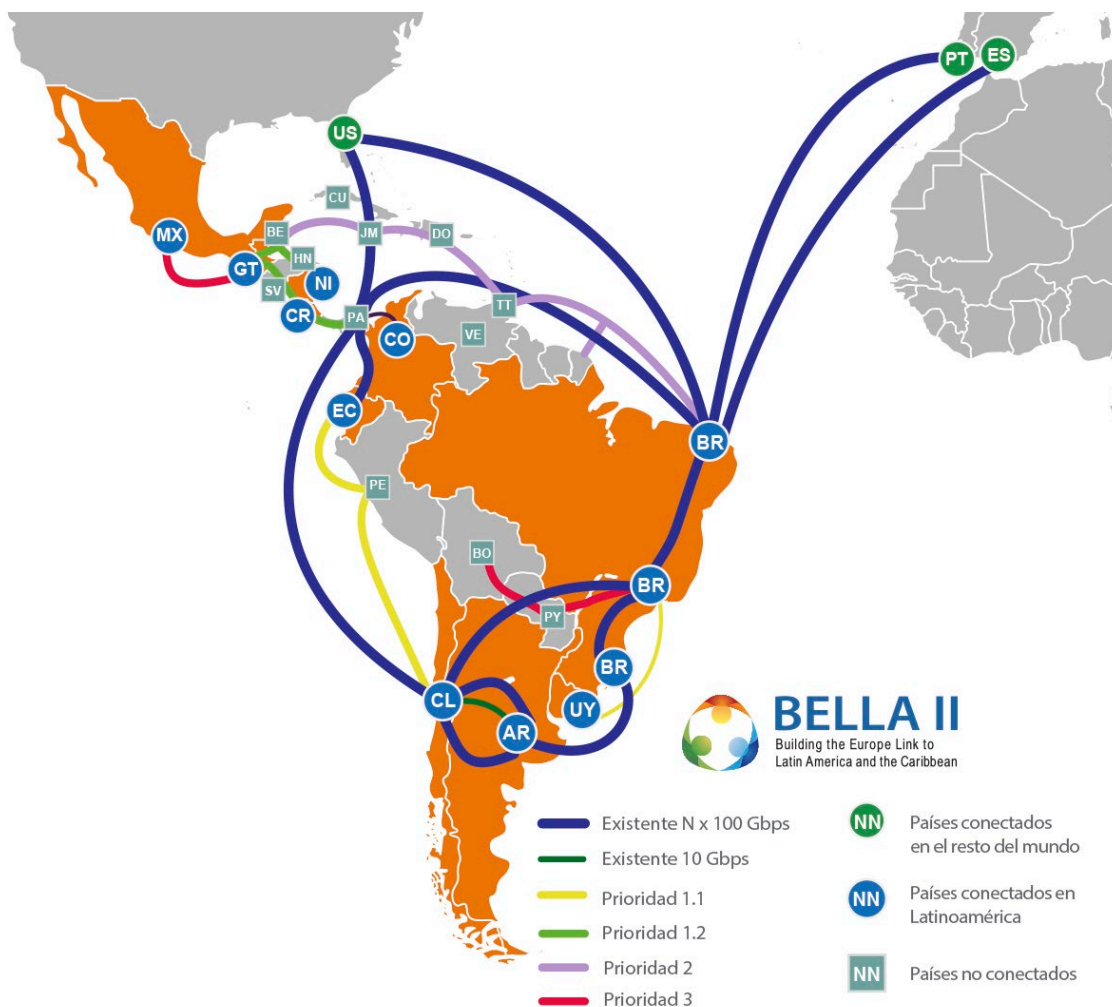 PT
ES
US
CU
MX
BE
JM
DO
HN
GT
NI
SV
TT
CR
PA
VE
CO
EC
BR
PE
BO
BR
PY
BR
CL
UY
AR
BELLA II
Building the Europe Link to
Latin America and the Caribbean
Existente N x 100 Gbps
Existente 10 Gbps
Prioridad 1.1
Prioridad 1.2
Prioridad 2
Prioridad 3
NN
Países conectados
en el resto del mundo
NN
Países conectados en
Latinoamérica
NN
Países no conectados